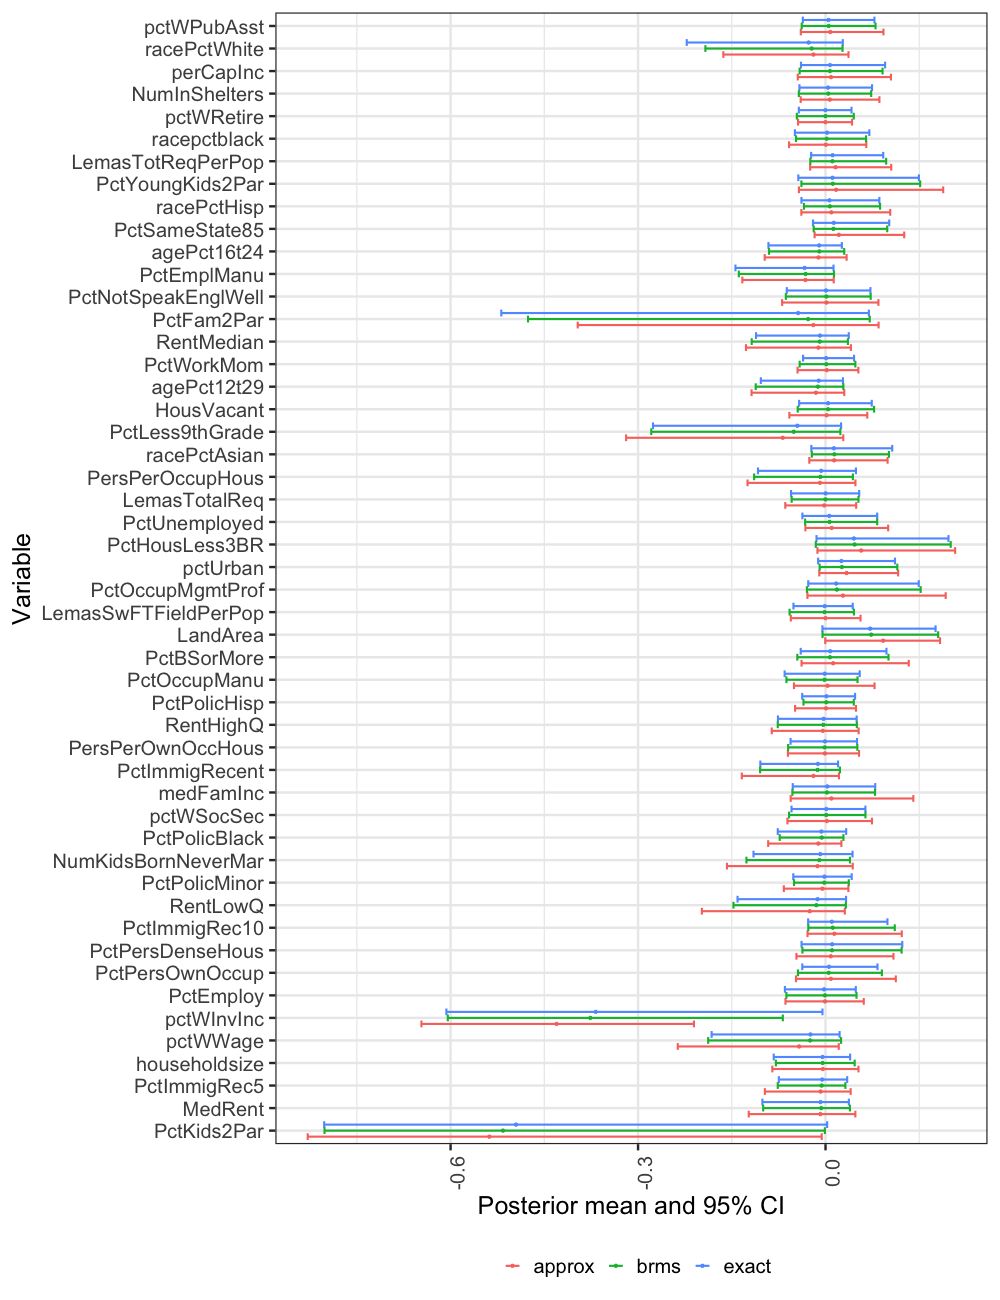 pctWPubAsst
racePctWhite
perCapInc
NumInShelters
pctWRetire
racepctblack
LemasTotReqPerPop
PctYoungKids2Par
racePctHisp
PctSameState85
agePct16t24
PctEmplManu
PctNotSpeakEnglWell
PctFam2Par
RentMedian
PctWorkMom
agePct12t29
HousVacant
PctLess9thGrade
racePctAsian
PersPerOccupHous
LemasTotalReq
PctUnemployed
PctHousLess3BR
pctUrban
PctOccupMgmtProf
LemasSwFTFieldPerPop
LandArea
PctBSorMore
PctOccupManu
PctPolicHisp
RentHighQ
PersPerOwnOccHous
PctImmigRecent
medFamInc
pctWSocSec
PctPolicBlack
NumKidsBornNeverMar
PctPolicMinor
RentLowQ
PctImmigRec10
PctPersDenseHous
PctPersOwnOccup
PctEmploy
pctWInvInc
pctWWage
householdsize
PctImmigRec5
MedRent
PctKids2Par
Variable
-0.6 -0.3 0.0
Posterior mean and 95% CI
approx brms exact